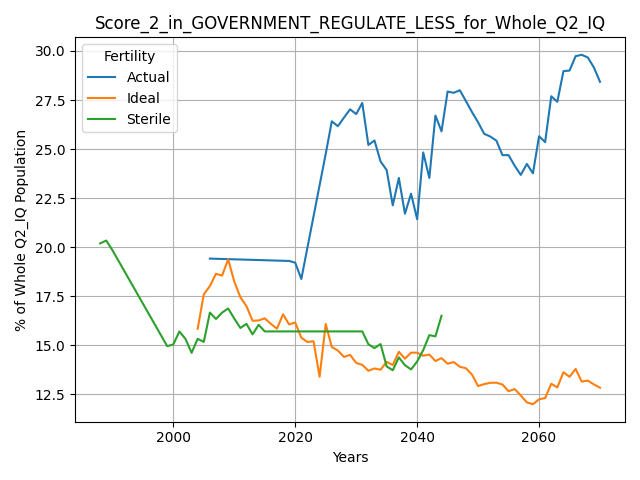 Score_2_in_GOVERNMENT_REGULATE_LESS_for_Whole_Q2_IQ
Fertility
Actual
Ideal
Sterile
% of Whole Q2_IQ Population
30.0
27.5
25.0
22.5
20.0
17.5
15.0
12.5
2000
2020
2040
2060
Years